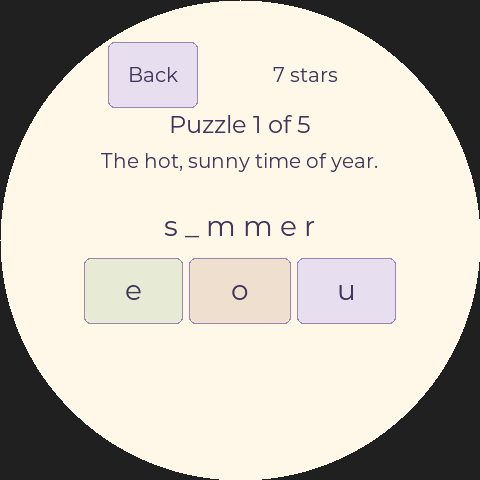 Back
7 stars
Puzzle 1 of 5
The hot, sunny time of year.
s _ m m e r
e
o
u